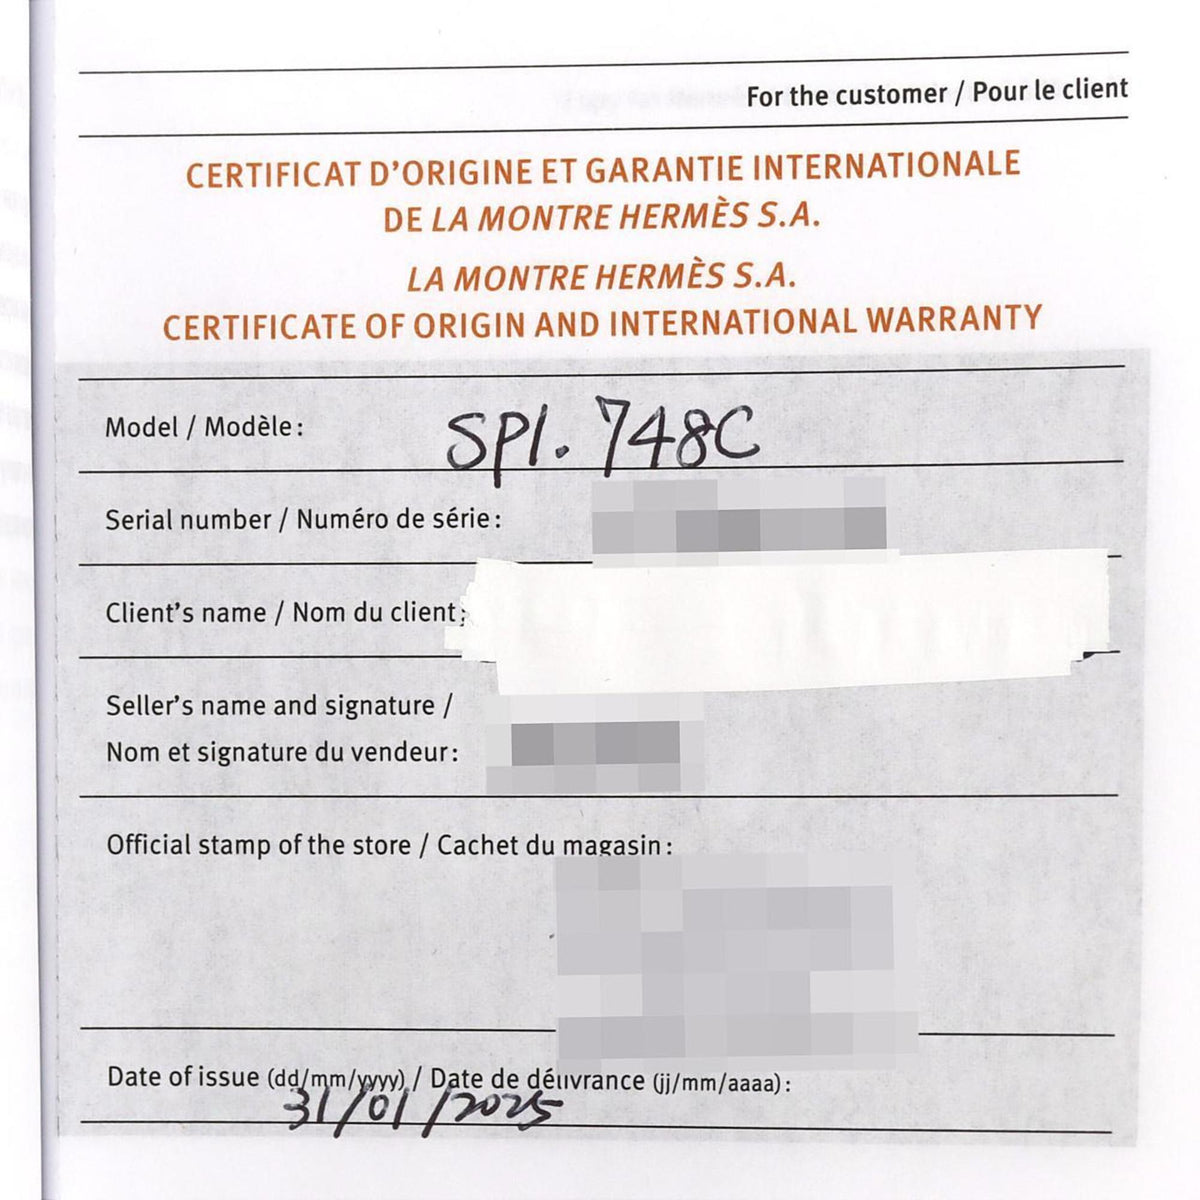 For the customer / Pour le client
CERTIFICAT D'ORIGINE ET GARANTIE INTERNATIONALE
DE LA MONTRE HERMÈS S.A.
LA MONTRE HERMÈS S.A.
CERTIFICATE OF ORIGIN AND INTERNATIONAL WARRANTY
Model / Modèle: SPI. 748C
Serial number / Numéro de série:
Client's name / Nom du client:
Seller's name and signature /
Nom et signature du vendeur:
Official stamp of the store / Cachet du magasin:
Date of issue (dd/mm/yyyy) / Date de délivrance (jj/mm/aaaa):
31/01/2025